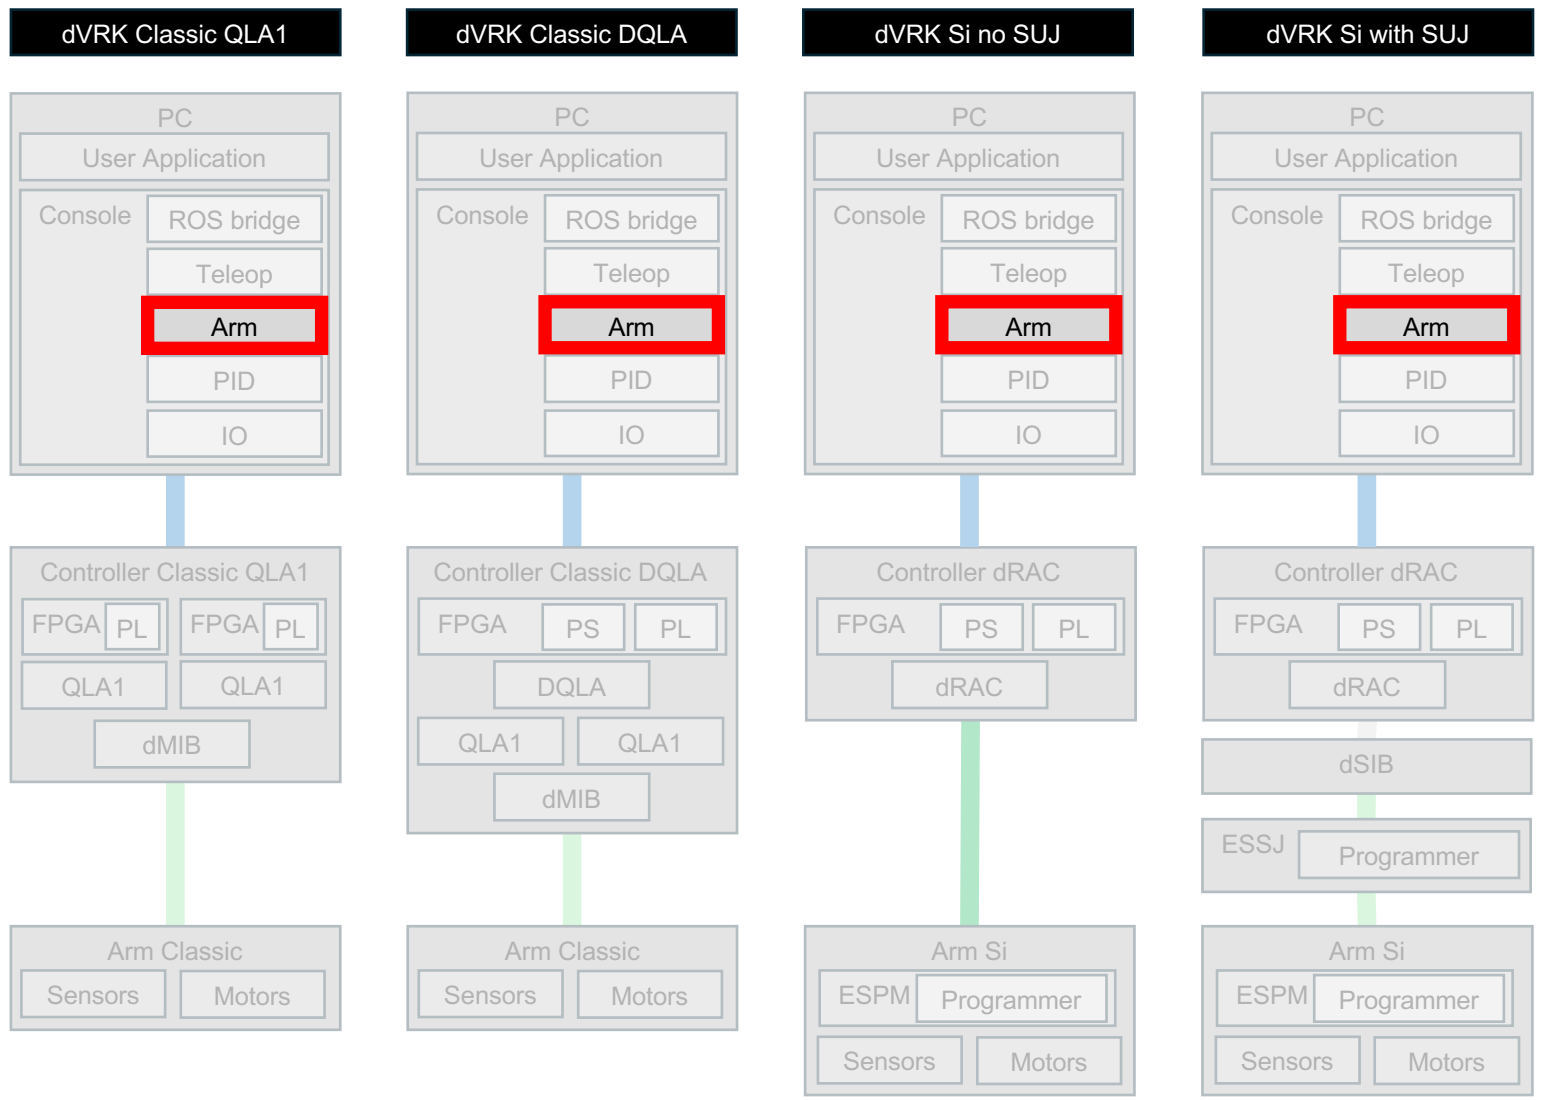 dVRK Classic QLA1
PC
User Application
Console
ROS bridge
Teleop
Arm
PID
IO
Controller Classic QLA1
FPGA
PL
FPGA
PL
QLA1
QLA1
dMIB
Arm Classic
Sensors
Motors
dVRK Classic DQLA
PC
User Application
Console
ROS bridge
Teleop
Arm
PID
IO
Controller Classic DQLA
FPGA
PS
PL
DQLA
QLA1
QLA1
dMIB
Arm Classic
Sensors
Motors
dVRK Si no SUJ
PC
User Application
Console
ROS bridge
Teleop
Arm
PID
IO
Controller dRAC
FPGA
PS
PL
dRAC
Arm Si
ESPM
Programmer
Sensors
Motors
dVRK Si with SUJ
PC
User Application
Console
ROS bridge
Teleop
Arm
PID
IO
Controller dRAC
FPGA
PS
PL
dRAC
dSIB
ESSJ
Programmer
Arm Si
ESPM
Programmer
Sensors
Motors